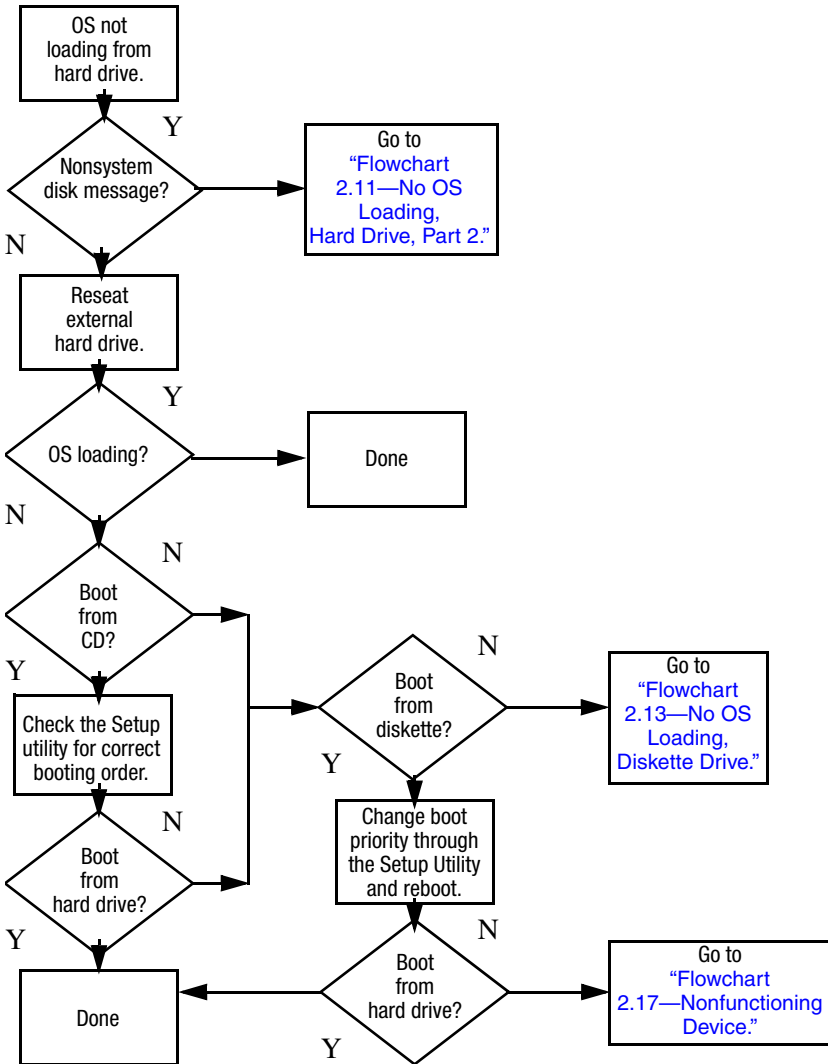 OS not
loading from
hard drive.
Y
Nonsystem
disk message?
Go to
“Flowchart
2.11—No OS
Loading,
Hard Drive, Part 2.”
N
Reseat
external
hard drive.
Y
OS loading?
Done
N
N
Boot
from
CD?
Y
Check the Setup
utility for correct
booting order.
N
Boot
from
hard drive?
Y
Done
Boot
from
diskette?
N
Go to
“Flowchart
2.13—No OS
Loading,
Diskette Drive.”
Y
Change boot
priority through
the Setup Utility
and reboot.
N
Boot
from
hard drive?
Y
Go to
“Flowchart
2.17—Nonfunctioning
Device.”